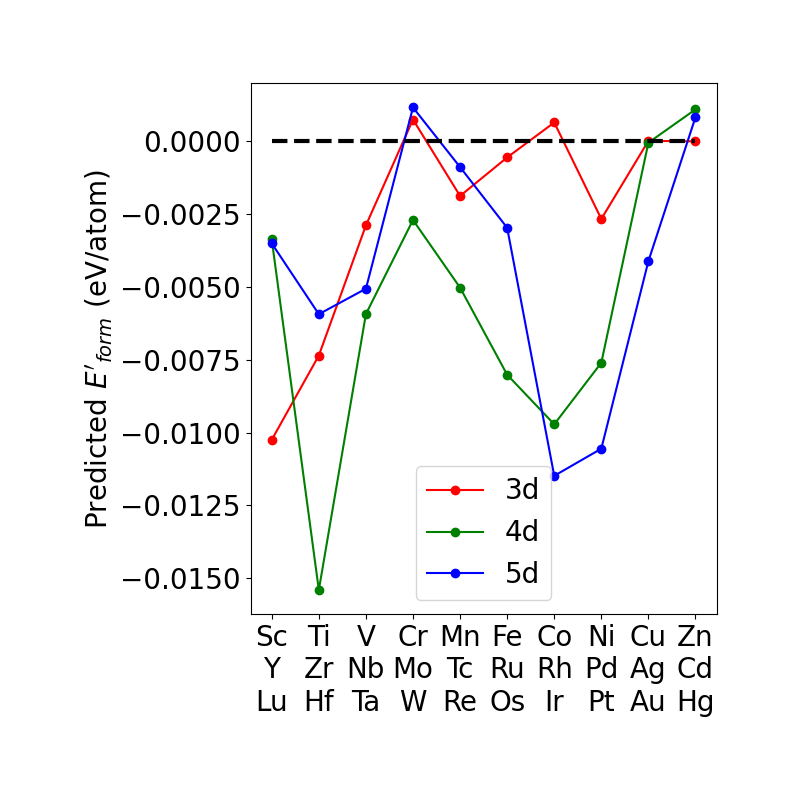 0.0000
−0.0025
−0.0050
−0.0075
−0.0100
−0.0125
−0.0150
Predicted E′form (eV/atom)
3d
4d
5d
Sc Ti V Cr Mn Fe Co Ni Cu Zn
Y Zr Nb Mo Tc Ru Rh Pd Ag Cd
Lu Hf Ta W Re Os Ir Pt Au Hg